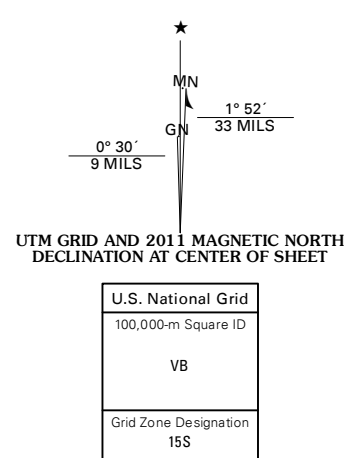 ★
MN
GN
1° 52´
33 MILS
0° 30´
9 MILS
UTM GRID AND 2011 MAGNETIC NORTH
DECLINATION AT CENTER OF SHEET
U.S. National Grid
100,000-m Square ID
VB
Grid Zone Designation
15S